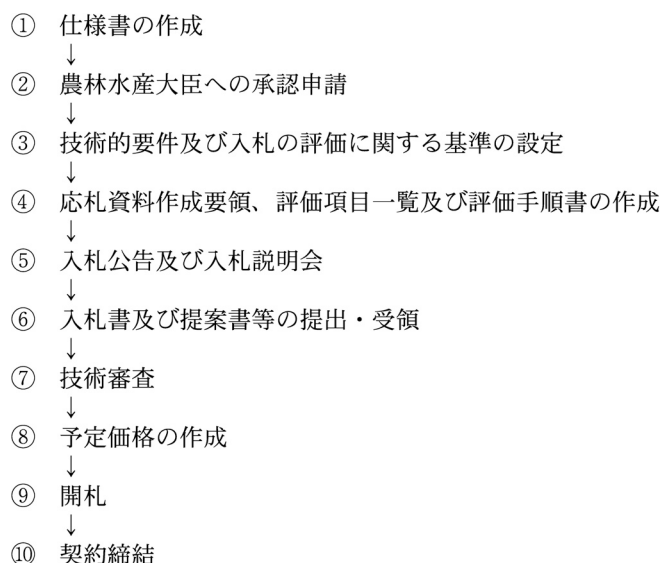 ① 仕様書の作成
↓
② 農林水産大臣への承認申請
↓
③ 技術的要件及び入札の評価に関する基準の設定
↓
④ 応札資料作成要領、評価項目一覧及び評価手順書の作成
↓
⑤ 入札公告及び入札説明会
↓
⑥ 入札書及び提案書等の提出・受領
↓
⑦ 技術審査
↓
⑧ 予定価格の作成
↓
⑨ 開札
↓
⑩ 契約締結